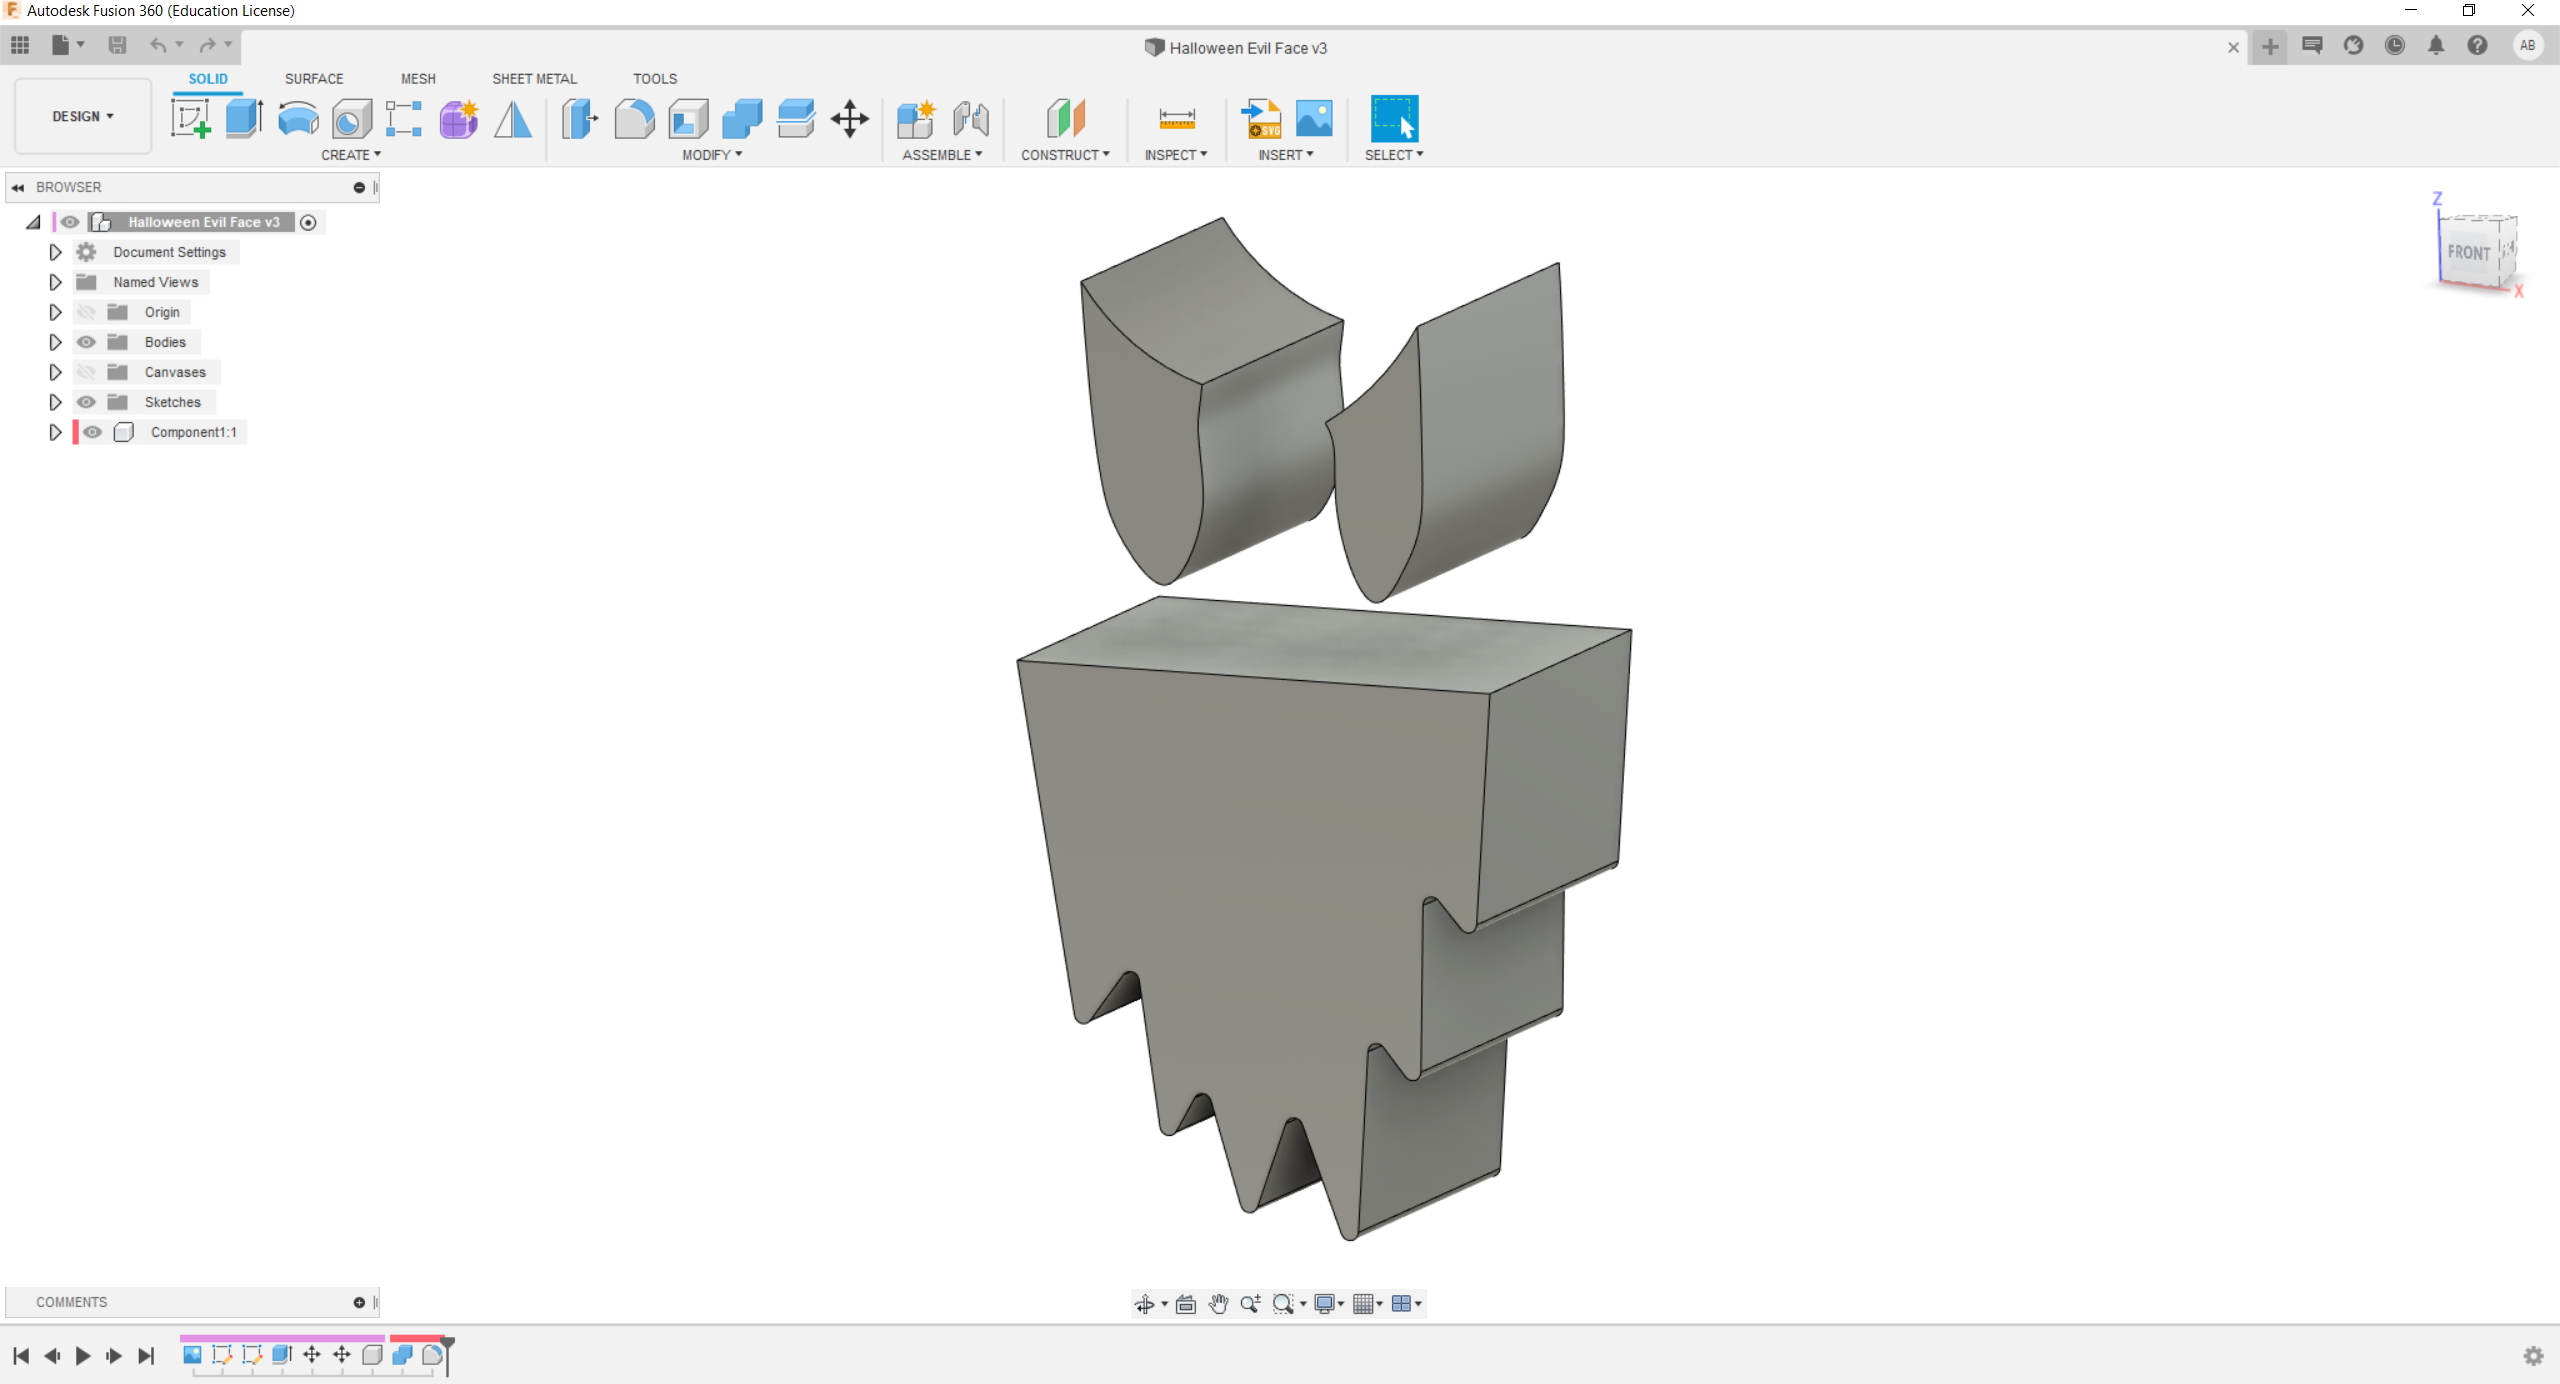 Autodesk Fusion 360 (Education License)
Halloween Evil Face v3
AB
SOLID SURFACE MESH SHEET METAL TOOLS
DESIGN
SVG
CREATE MODIFY ASSEMBLE CONSTRUCT INSPECT INSERT SELECT
BROWSER
Halloween Evil Face v3
Document Settings
Named Views
Origin
Bodies
Canvases
Sketches
Component1:1
Z
FRONT
X
COMMENTS